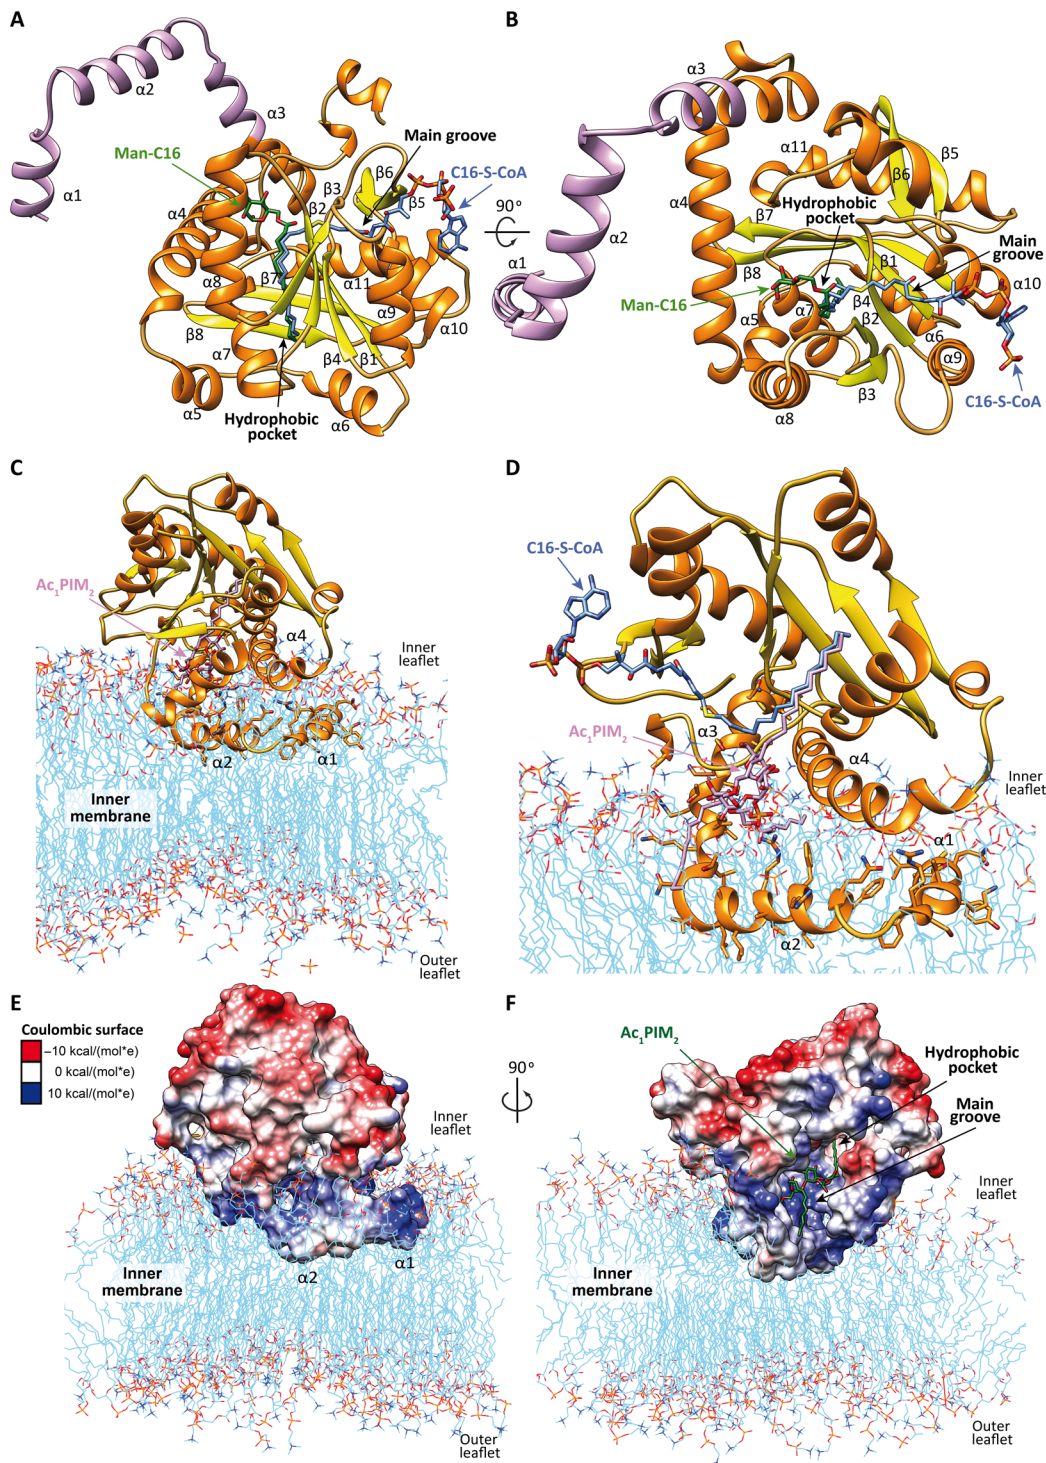 A
α2
α3
Man-C16
α1
Main groove
C16-S-CoA
β6
β3
β5
β2
α4
90°
α8
β7
α11
α9
α10
β8
α7
β4
β1
α5
Hydrophobic
pocket
α6
B
α3
α11
β5
β6
α4
β7
Hydrophobic
pocket
α2
Main
groove
β1
α1
β8
Man-C16
α10
β4
α7
α5
β2
α6
α9
β3
C16-S-CoA
α8
C
Ac1PIM2
α4
Inner
leaflet
α2
α1
Inner
membrane
Outer
leaflet
D
C16-S-CoA
α3
Ac1PIM2
α4
Inner
leaflet
α1
α2
E
Coulombic surface
−10 kcal/(mol*e)
0 kcal/(mol*e)
10 kcal/(mol*e)
Inner
leaflet
Inner
membrane
α2
α1
Outer
leaflet
90°
F
Ac1PIM2
Hydrophobic
pocket
Main
groove
Inner
leaflet
Inner
membrane
Outer
leaflet